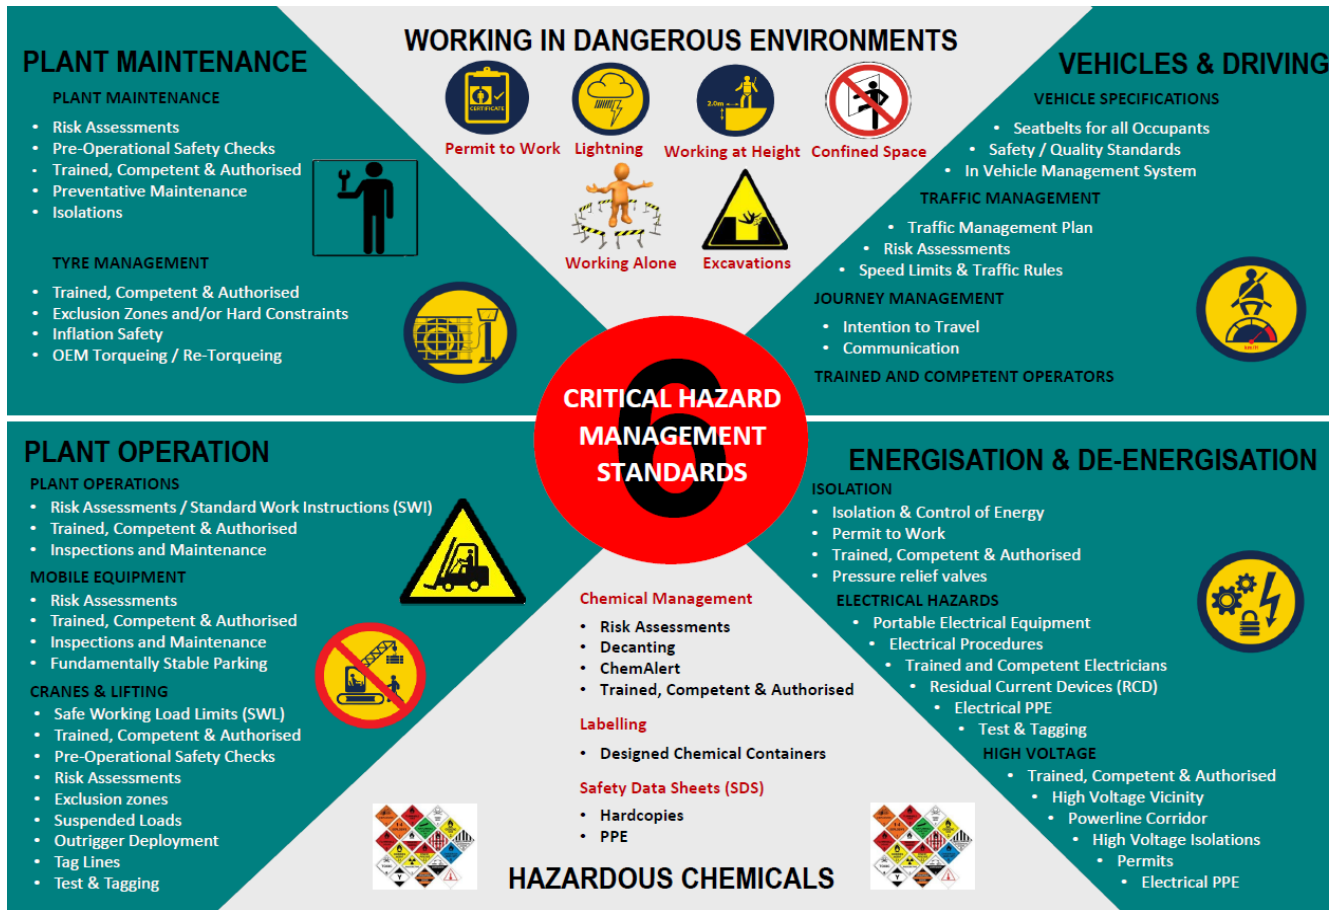 PLANT MAINTENANCE
PLANT MAINTENANCE
• Risk Assessments
• Pre-Operational Safety Checks
• Trained, Competent & Authorised
• Preventative Maintenance
• Isolations
TYRE MANAGEMENT
• Trained, Competent & Authorised
• Exclusion Zones and/or Hard Constraints
• Inflation Safety
• OEM Torqueing / Re-Torqueing
WORKING IN DANGEROUS ENVIRONMENTS
CERTIFICATE
2.0m
Permit to Work
Lightning
Working at Height
Confined Space
Working Alone
Excavations
VEHICLES & DRIVING
VEHICLE SPECIFICATIONS
• Seatbelts for all Occupants
• Safety / Quality Standards
• In Vehicle Management System
TRAFFIC MANAGEMENT
• Traffic Management Plan
• Risk Assessments
• Speed Limits & Traffic Rules
JOURNEY MANAGEMENT
• Intention to Travel
• Communication
TRAINED AND COMPETENT OPERATORS
6
CRITICAL HAZARD
MANAGEMENT
STANDARDS
PLANT OPERATION
PLANT OPERATIONS
• Risk Assessments / Standard Work Instructions (SWI)
• Trained, Competent & Authorised
• Inspections and Maintenance
MOBILE EQUIPMENT
• Risk Assessments
• Trained, Competent & Authorised
• Inspections and Maintenance
• Fundamentally Stable Parking
CRANES & LIFTING
• Safe Working Load Limits (SWL)
• Trained, Competent & Authorised
• Pre-Operational Safety Checks
• Risk Assessments
• Exclusion zones
• Suspended Loads
• Outrigger Deployment
• Tag Lines
• Test & Tagging
Chemical Management
• Risk Assessments
• Decanting
• ChemAlert
• Trained, Competent & Authorised
Labelling
• Designed Chemical Containers
Safety Data Sheets (SDS)
• Hardcopies
• PPE
HAZARDOUS CHEMICALS
ENERGISATION & DE-ENERGISATION
ISOLATION
• Isolation & Control of Energy
• Permit to Work
• Trained, Competent & Authorised
• Pressure relief valves
ELECTRICAL HAZARDS
• Portable Electrical Equipment
• Electrical Procedures
• Trained and Competent Electricians
• Residual Current Devices (RCD)
• Electrical PPE
• Test & Tagging
HIGH VOLTAGE
• Trained, Competent & Authorised
• High Voltage Vicinity
• Powerline Corridor
• High Voltage Isolations
• Permits
• Electrical PPE